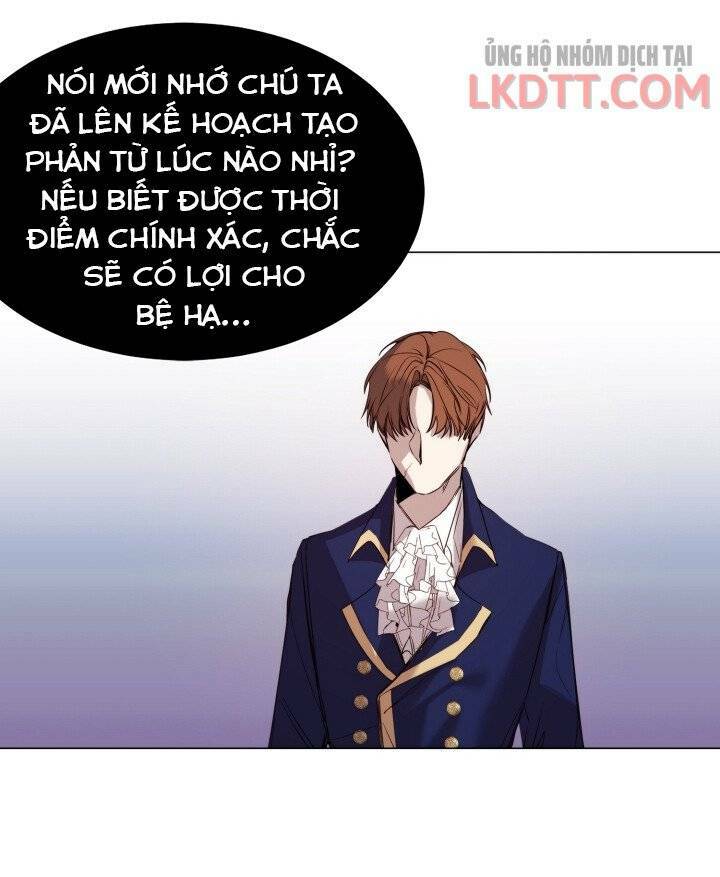 ỦNG HỘ NHÓM DỊCH TẠI
LKDTT.COM
NÓI MỚI NHỚ CHÚ TA
ĐÃ LÊN KẾ HOẠCH TẠO
PHẢN TỪ LÚC NÀO NHỈ?
NẾU BIẾT ĐƯỢC THỜI
ĐIỂM CHÍNH XÁC, CHẮC
SẼ CÓ LỢI CHO
BỆ HẠ...